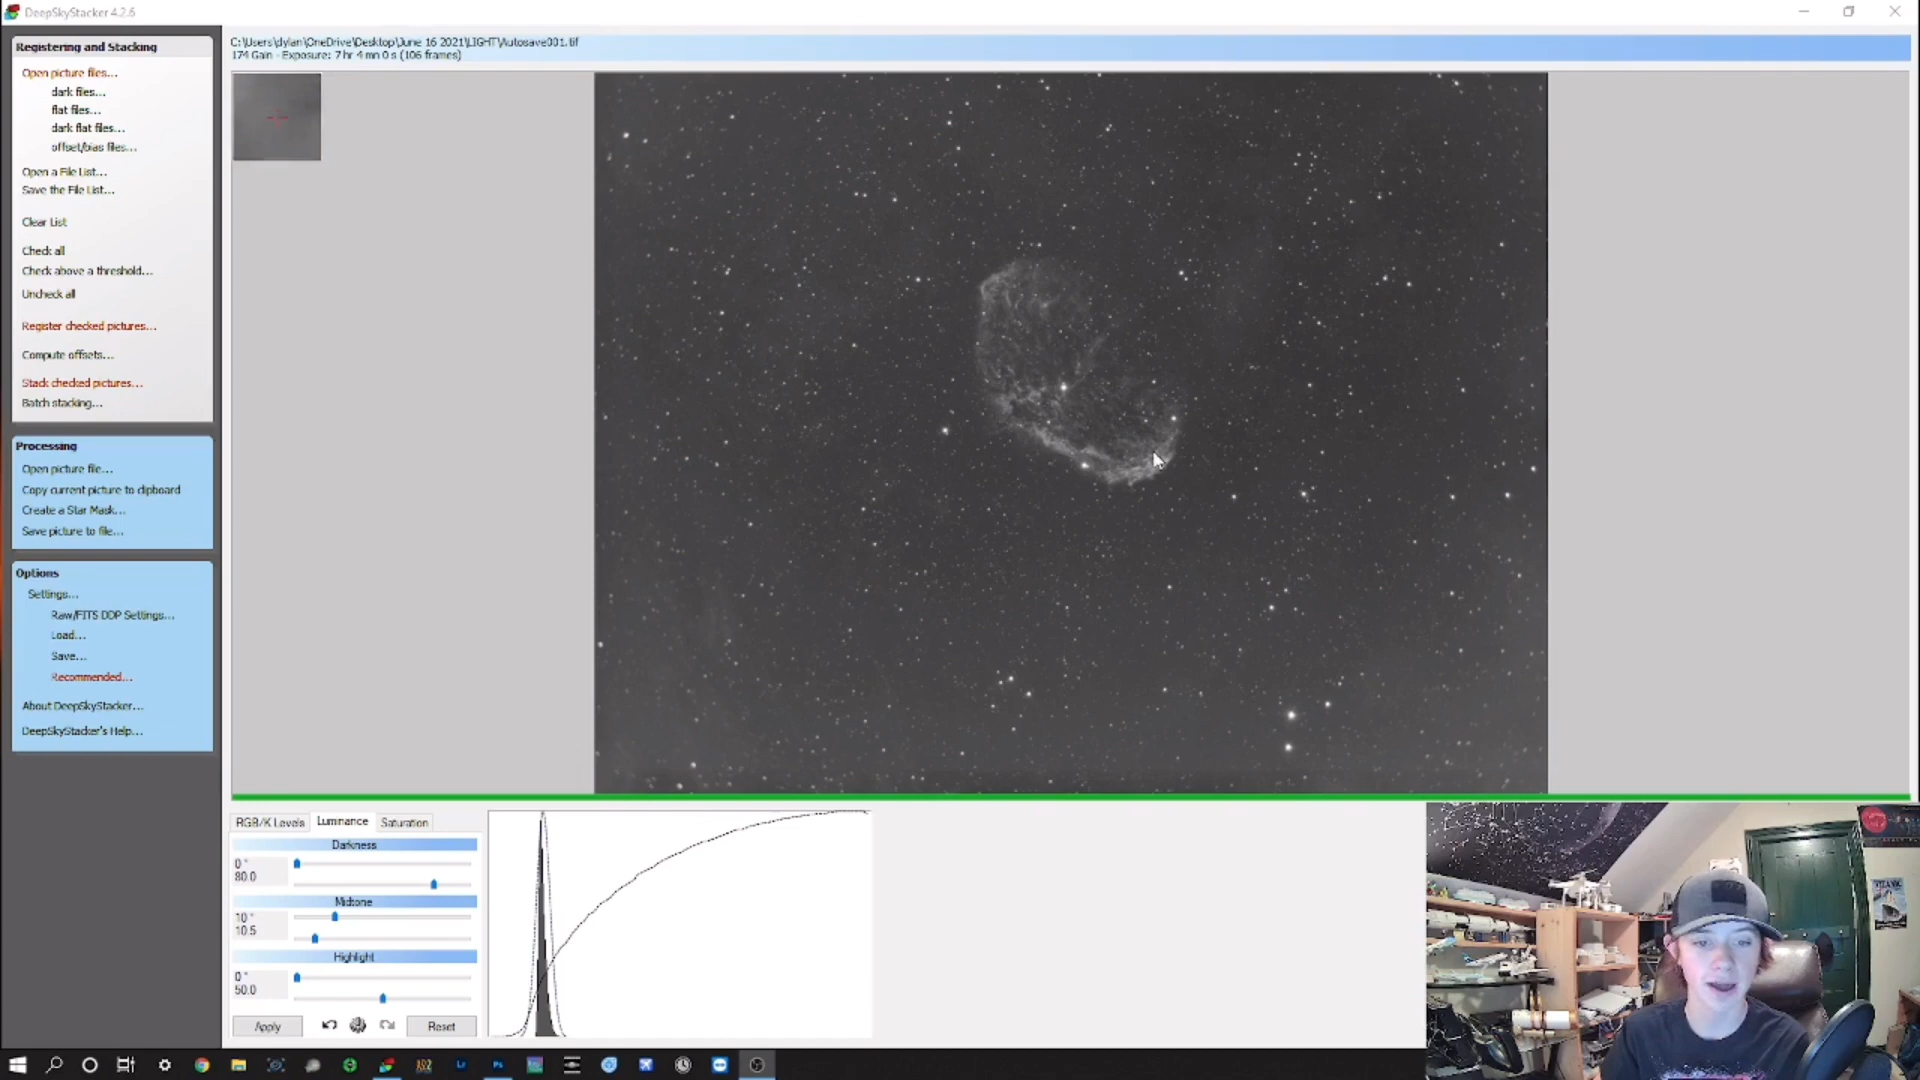 DeepSkyStacker 4.2.6
Registering and Stacking
Open picture files...
dark files...
flat files...
dark flat files...
offset/bias files...
Open a File List...
Save the File List...
Clear List
Check all
Check above a threshold...
Uncheck all
Register checked pictures...
Compute offsets...
Stack checked pictures...
Batch stacking...
Processing
Open picture file...
Copy current picture to clipboard
Create a Star Mask...
Save picture to file...
Options
Settings...
Raw/FITS DDP Settings...
Load...
Save...
Recommended...
About DeepSkyStacker...
DeepSkyStacker's Help...
C:\Users\dylan\OneDrive\Desktop\June 16 2021\LIGHT\Autosave001.tif
174 Gain - Exposure: 7 hr 4 mn 0 s (106 frames)
RGB/K Levels Luminance Saturation
Darkness
0 °
80.0
Midtone
10 °
10.5
Highlight
0 °
50.0
Apply Reset
TITANIC